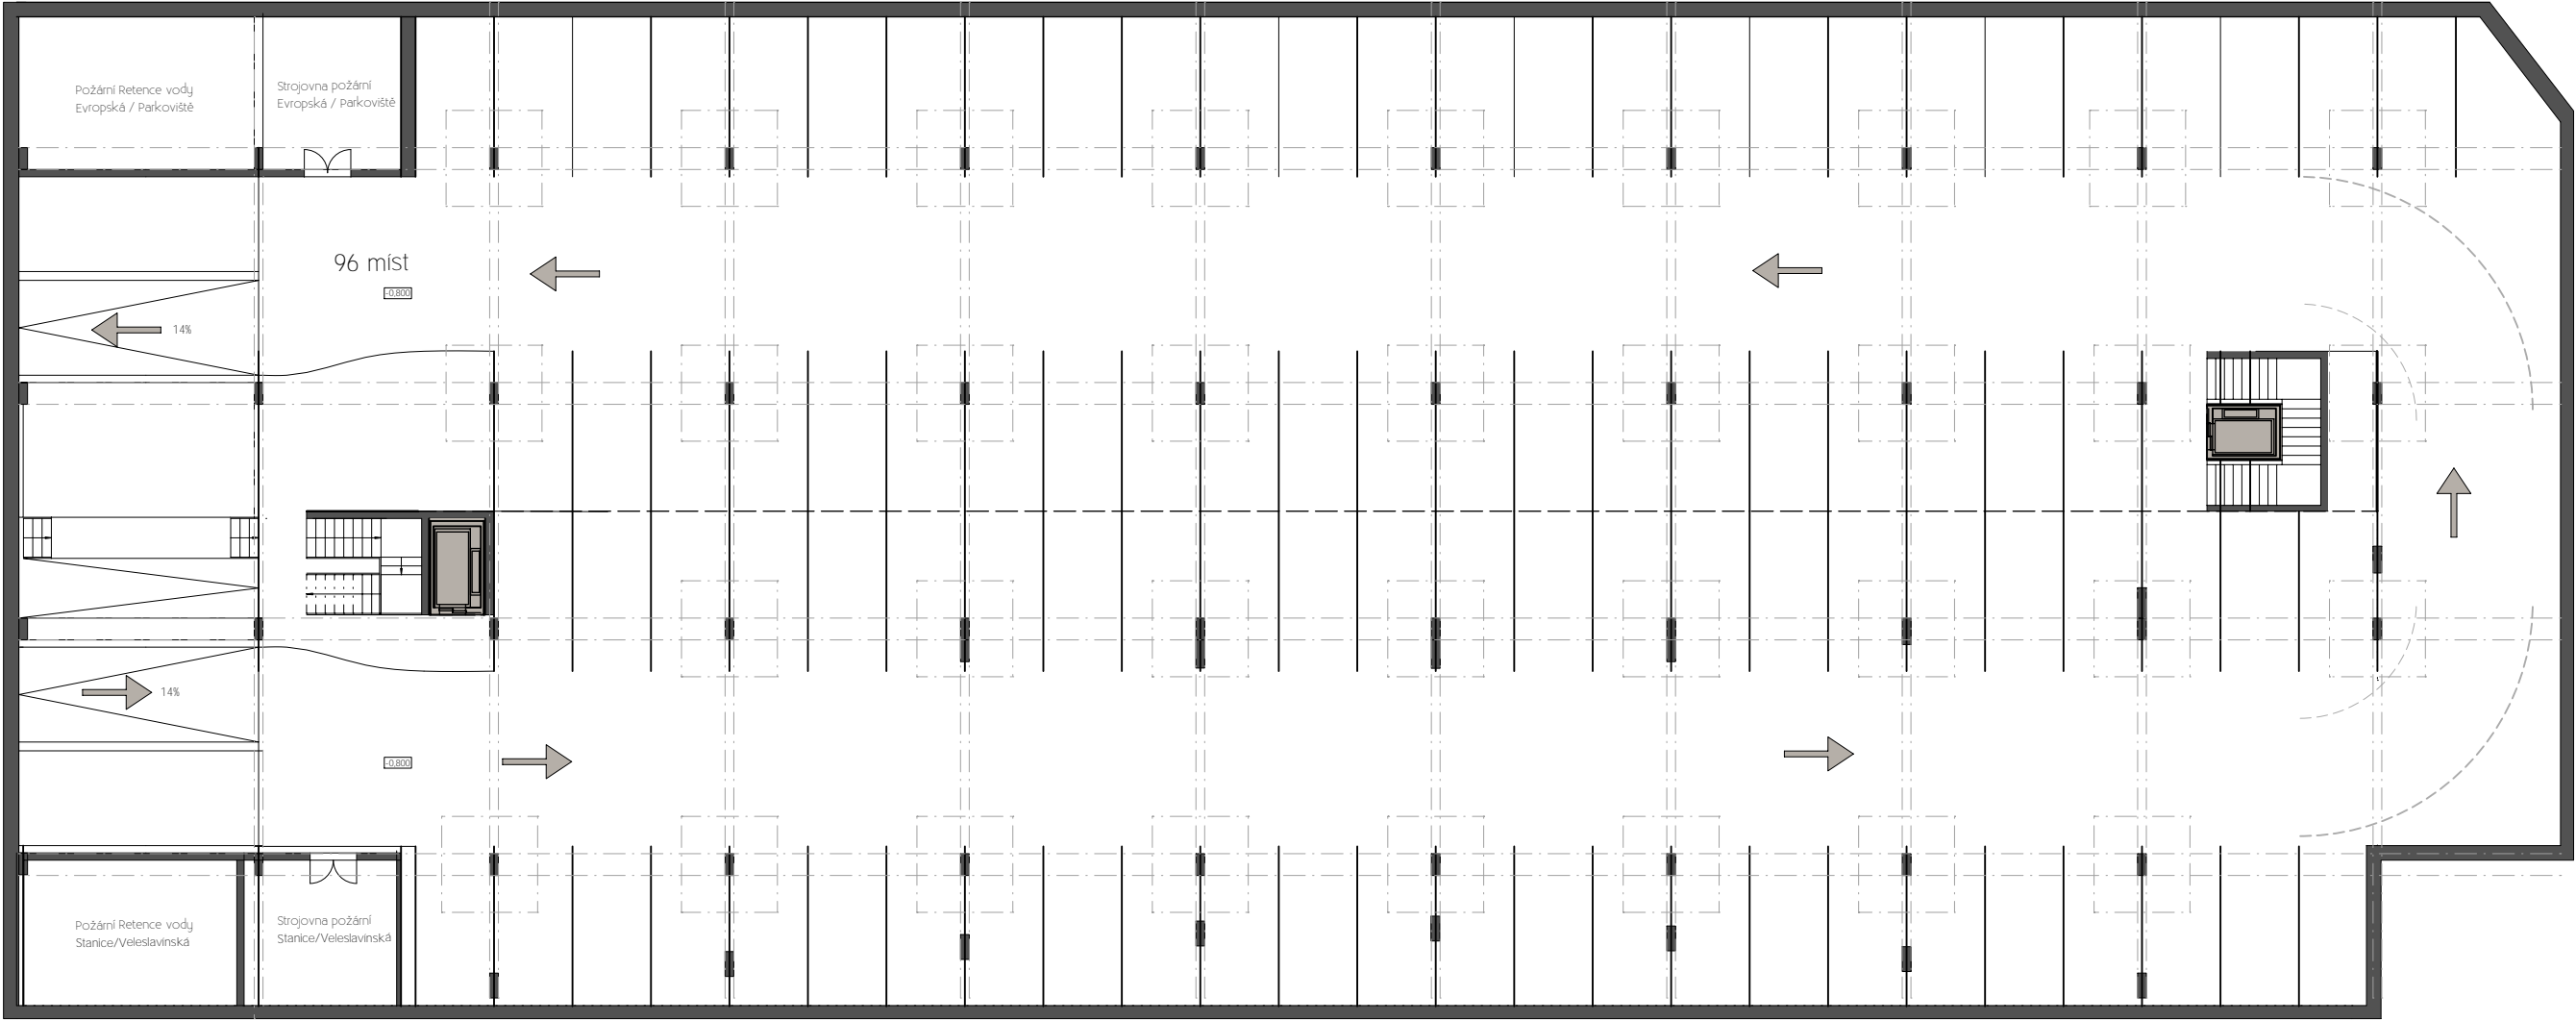 Požární Retence vody
Evropská / Parkoviště
Strojovna požární
Evropská / Parkoviště
96 míst
-0,800
14%
14%
-0,800
Požární Retence vody
Stanice/Veleslavínská
Strojovna požární
Stanice/Veleslavínská